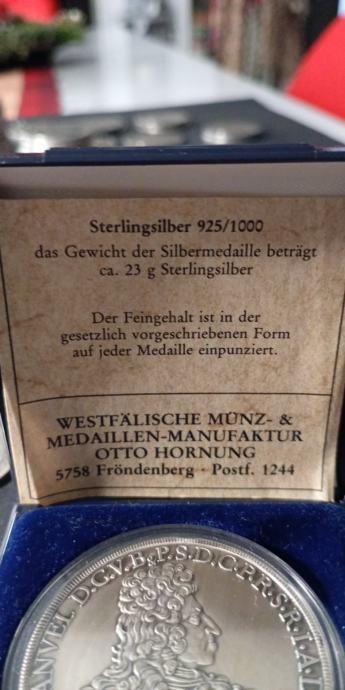 Sterlingsilber 925/1000
das Gewicht der Silbermedaille beträgt
ca. 23 g Sterlingsilber
Der Feingehalt ist in der
gesetzlich vorgeschriebenen Form
auf jeder Medaille einpunziert.
WESTFÄLISCHE MÜNZ- &
MEDAILLEN-MANUFAKTUR
OTTO HORNUNG
5758 Fröndenberg · Postf. 1244
D.C.V.B.&.P.S.D.C.P.R.S.R.I.A.